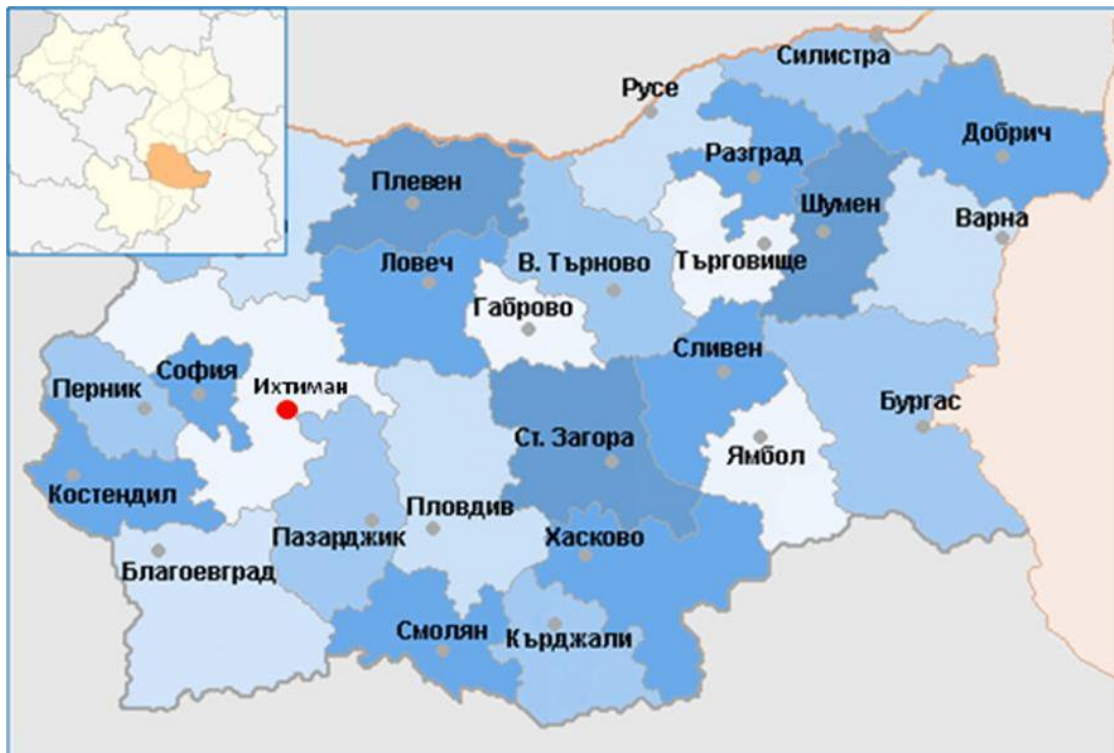 Силистра
Русе
Добрич
Разград
Плевен
Шумен
Варна
Ловеч
В. Търново
Търговище
Габрово
Сливен
София
Ихтиман
Перник
Бургас
Ст. Загора
Ямбол
Костендил
Пловдив
Пазарджик
Хасково
Благоевград
Смолян
Кърджали